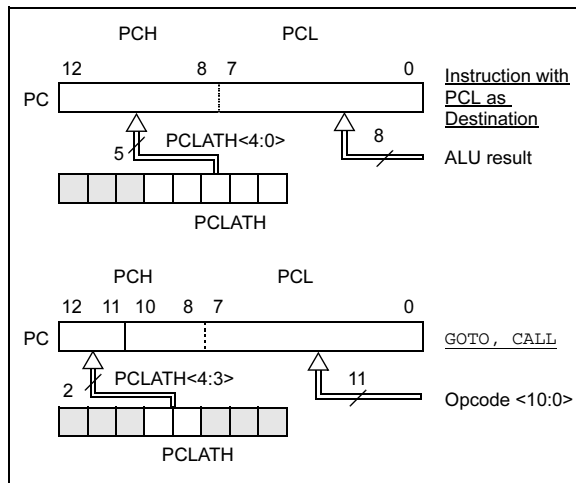 PCH PCL
12 8 7 0
PC
Instruction with
PCL as
Destination
5 PCLATH<4:0>
8
ALU result
PCLATH
PCH PCL
12 11 10 8 7 0
PC
GOTO, CALL
2 PCLATH<4:3>
11
Opcode <10:0>
PCLATH